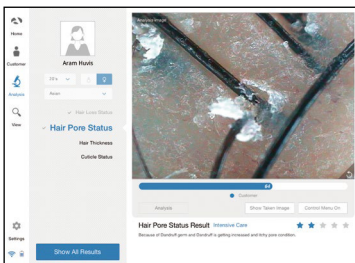 Home
Customer
Analysis
View
Settings
Aram Huvis
Asian
Hair Loss Status
Hair Pore Status
Hair Thickness
Cuticle Status
Show All Results
Analysis Image
64
Customer
Analysis
Show Taken Image
Control Menu On
Hair Pore Status Result Intensive Care
Because of Dandruff germ and Dandruff is getting increased and itchy pore condition.